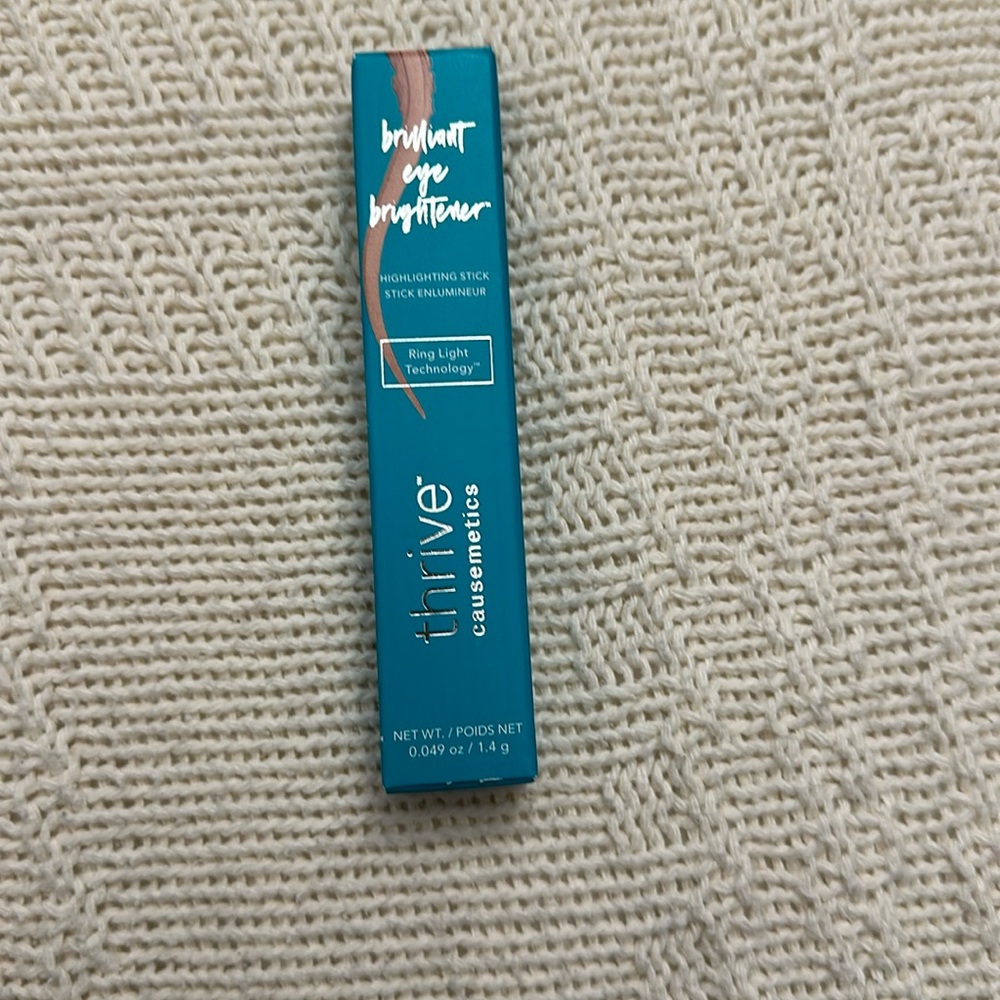 brilliant
eye
brightener™
HIGHLIGHTING STICK
STICK ENLUMINEUR
Ring Light
Technology™
thrive™
causemetics
NET WT. / POIDS NET
0.049 oz / 1.4 g